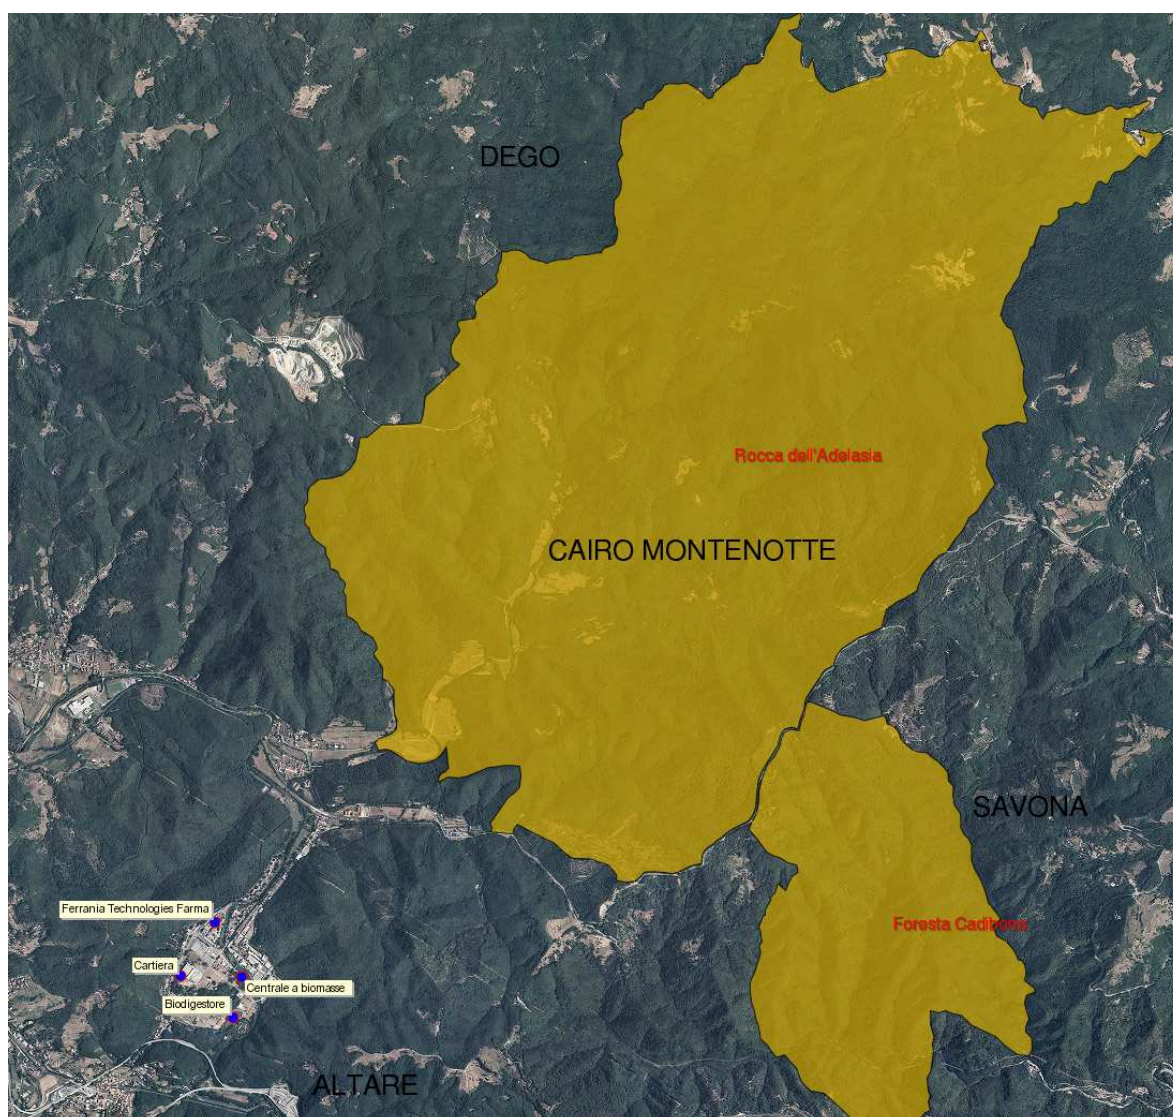 DEGO
Rocca dell'Adelasia
CAIRO MONTENOTTE
SAVONA
Ferrania Technologies Farma
Foresta Cadibona
Cartiera
Centrale a biomasse
Biodigestore
ALTARE